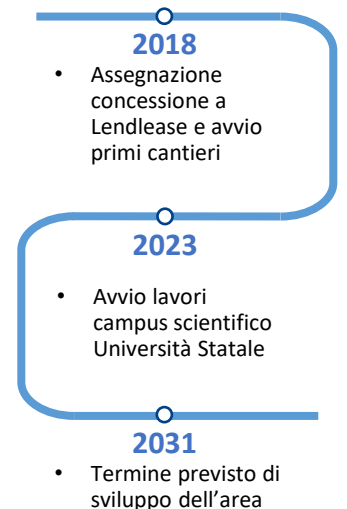 2018
• Assegnazione
concessione a
Lendlease e avvio
primi cantieri
2023
• Avvio lavori
campus scientifico
Università Statale
2031
• Termine previsto di
sviluppo dell’area